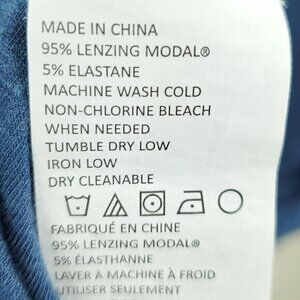 MADE IN CHINA
95% LENZING MODAL®
5% ELASTANE
MACHINE WASH COLD
NON-CHLORINE BLEACH
WHEN NEEDED
TUMBLE DRY LOW
IRON LOW
DRY CLEANABLE
FABRIQUÉ EN CHINE
95% LENZING MODAL®
5% ÉLASTHANNE
LAVER À MACHINE À FROID
UTILISER SEULEMENT